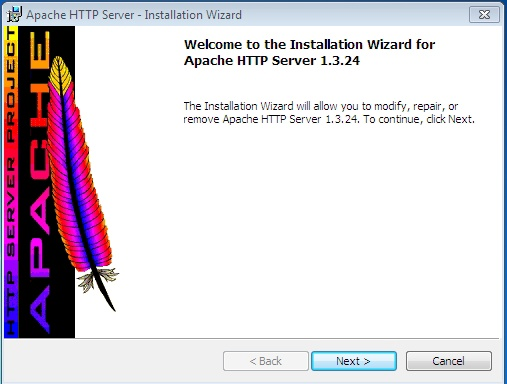 Apache HTTP Server - Installation Wizard
HTTP SERVER PROJECT
APACHE
Welcome to the Installation Wizard for
Apache HTTP Server 1.3.24
The Installation Wizard will allow you to modify, repair, or
remove Apache HTTP Server 1.3.24. To continue, click Next.
< Back
Next >
Cancel